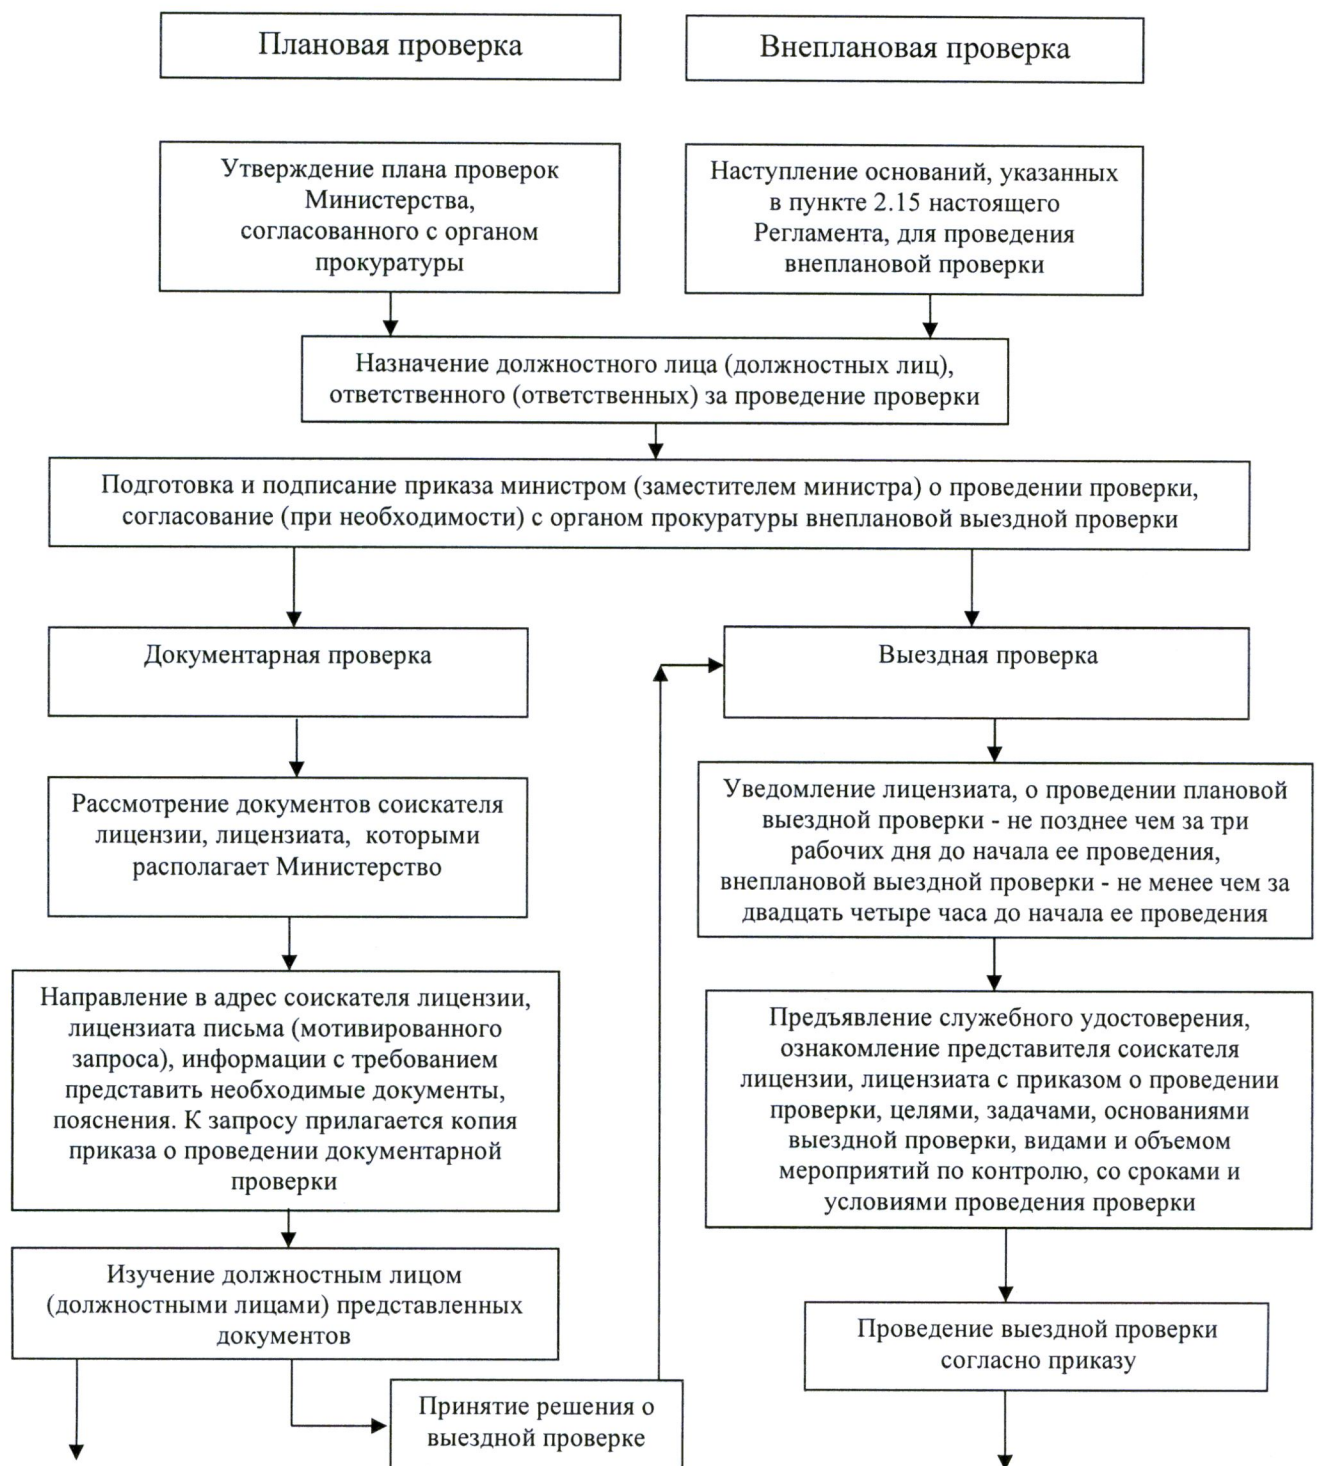 Плановая проверка
Внеплановая проверка
Утверждение плана проверок
Министерства,
согласованного с органом
прокуратуры
Наступление оснований, указанных
в пункте 2.15 настоящего
Регламента, для проведения
внеплановой проверки
Назначение должностного лица (должностных лиц),
ответственного (ответственных) за проведение проверки
Подготовка и подписание приказа министром (заместителем министра) о проведении проверки,
согласование (при необходимости) с органом прокуратуры внеплановой выездной проверки
Документарная проверка
Выездная проверка
Рассмотрение документов соискателя
лицензии, лицензиата, которыми
располагает Министерство
Уведомление лицензиата, о проведении плановой
выездной проверки - не позднее чем за три
рабочих дня до начала ее проведения,
внеплановой выездной проверки - не менее чем за
двадцать четыре часа до начала ее проведения
Направление в адрес соискателя лицензии,
лицензиата письма (мотивированного
запроса), информации с требованием
представить необходимые документы,
пояснения. К запросу прилагается копия
приказа о проведении документарной
проверки
Предъявление служебного удостоверения,
ознакомление представителя соискателя
лицензии, лицензиата с приказом о проведении
проверки, целями, задачами, основаниями
выездной проверки, видами и объемом
мероприятий по контролю, со сроками и
условиями проведения проверки
Изучение должностным лицом
(должностными лицами) представленных
документов
Проведение выездной проверки
согласно приказу
Принятие решения о
выездной проверке